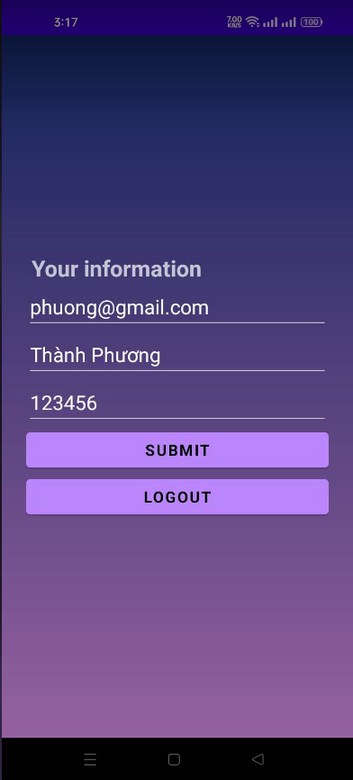 3:17
7.00
KB/S
100
Your information
phuong@gmail.com
Thành Phương
123456
SUBMIT
LOGOUT